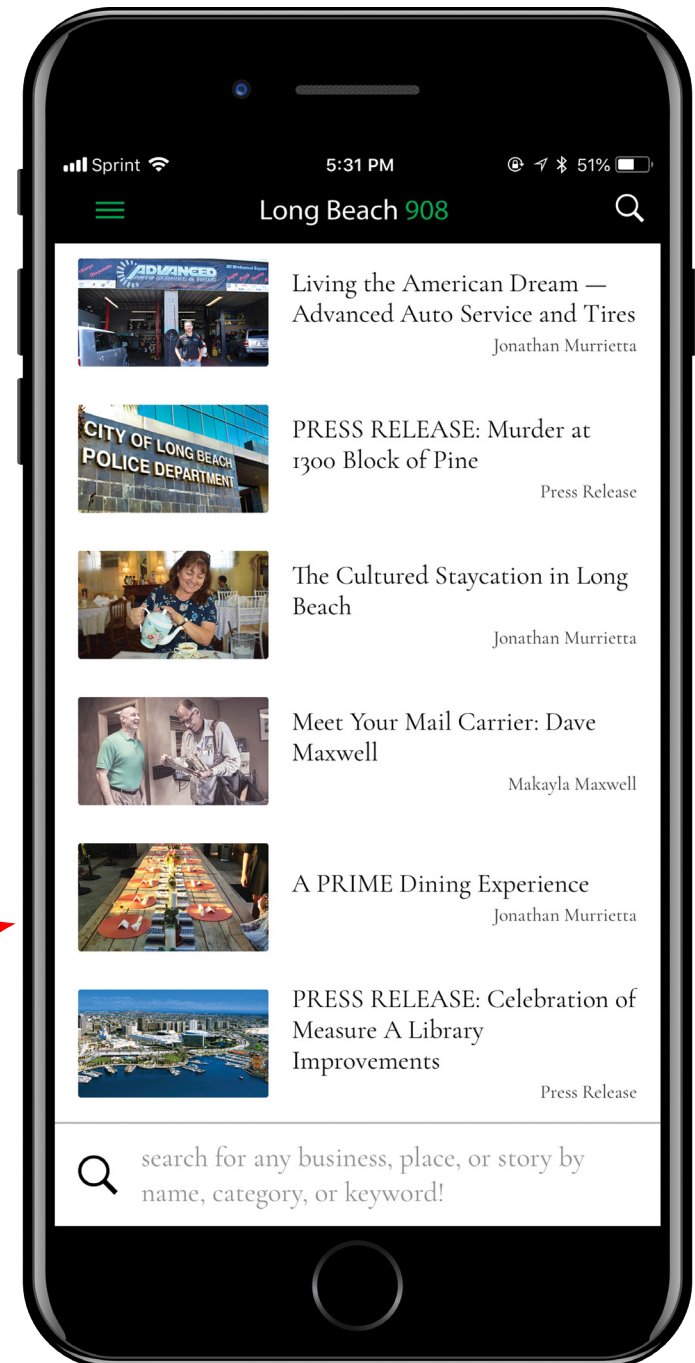 Sprint 5:31 PM 51%
Long Beach 908
ADVANCED
AUTO SERVICE & TIRES
Living the American Dream —
Advanced Auto Service and Tires
Jonathan Murrietta
CITY OF LONG BEACH
POLICE DEPARTMENT
PRESS RELEASE: Murder at
1300 Block of Pine
Press Release
The Cultured Staycation in Long
Beach
Jonathan Murrietta
Meet Your Mail Carrier: Dave
Maxwell
Makayla Maxwell
A PRIME Dining Experience
Jonathan Murrietta
PRESS RELEASE: Celebration of
Measure A Library
Improvements
Press Release
search for any business, place, or story by
name, category, or keyword!